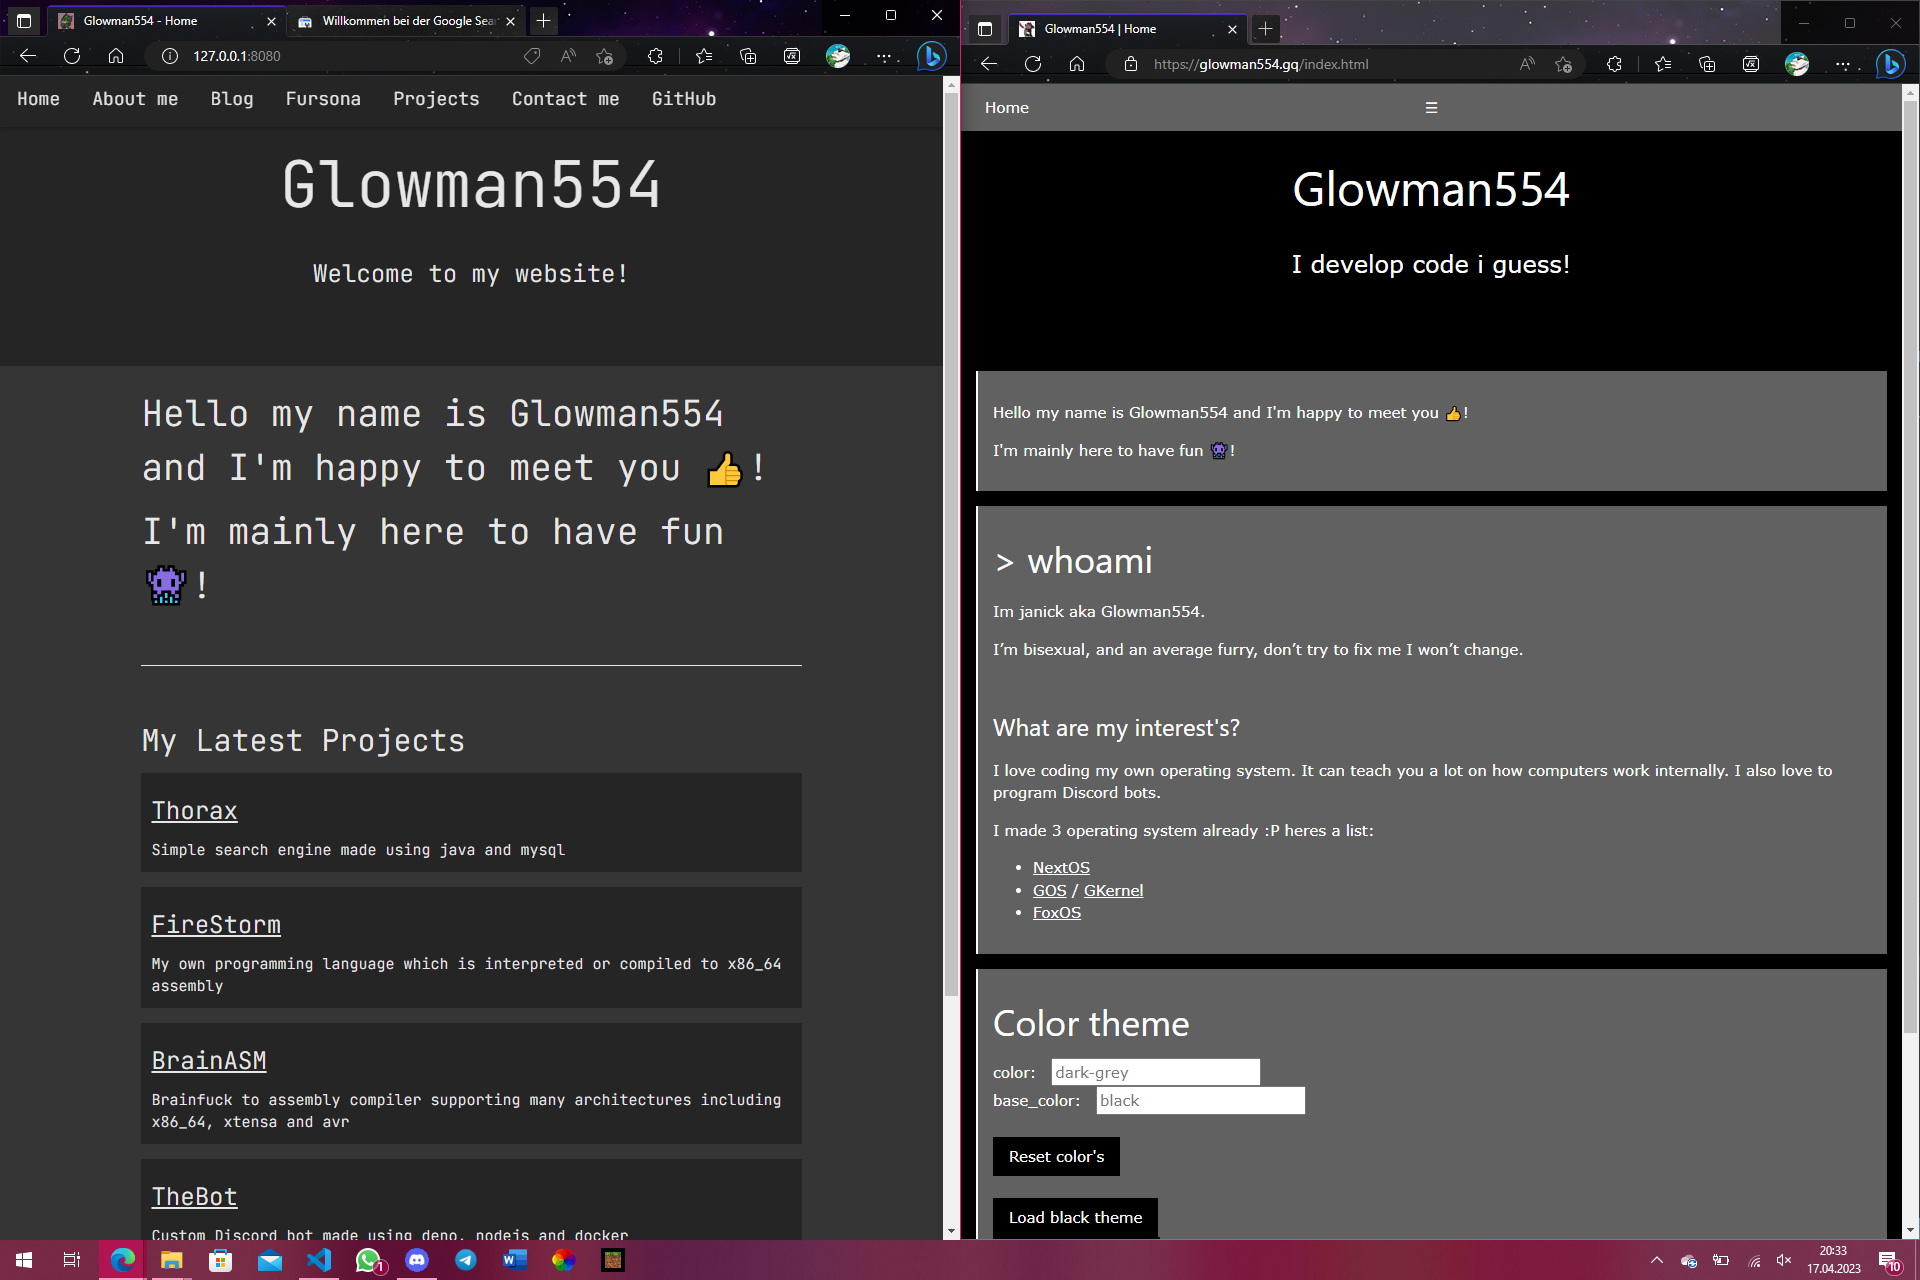 Glowman554 - Home
Willkommen bei der Google Sear
127.0.0.1:8080
Home About me Blog Fursona Projects Contact me GitHub
Glowman554
Welcome to my website!
Hello my name is Glowman554
and I'm happy to meet you 👍!
I'm mainly here to have fun
👾!
My Latest Projects
Thorax
Simple search engine made using java and mysql
FireStorm
My own programming language which is interpreted or compiled to x86_64
assembly
BrainASM
Brainfuck to assembly compiler supporting many architectures including
x86_64, xtensa and avr
TheBot
Custom Discord bot made using deno, nodejs and docker
Glowman554 | Home
https://glowman554.gq/index.html
Home ☰
Glowman554
I develop code i guess!
Hello my name is Glowman554 and I'm happy to meet you 👍!
I'm mainly here to have fun 👾!
> whoami
Im janick aka Glowman554.
I’m bisexual, and an average furry, don’t try to fix me I won’t change.
What are my interest's?
I love coding my own operating system. It can teach you a lot on how computers work internally. I also love to
program Discord bots.
I made 3 operating system already :P heres a list:
• NextOS
• GOS / GKernel
• FoxOS
Color theme
color: dark-grey
base_color: black
Reset color's
Load black theme
1
20:33
17.04.2023
10